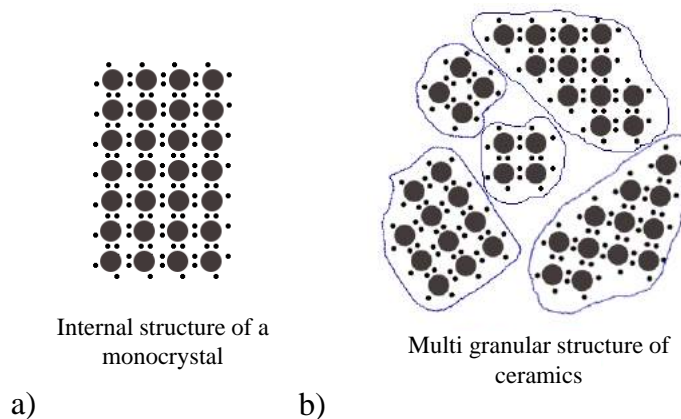 Internal structure of a
monocrystal
a)
Multi granular structure of
ceramics
b)